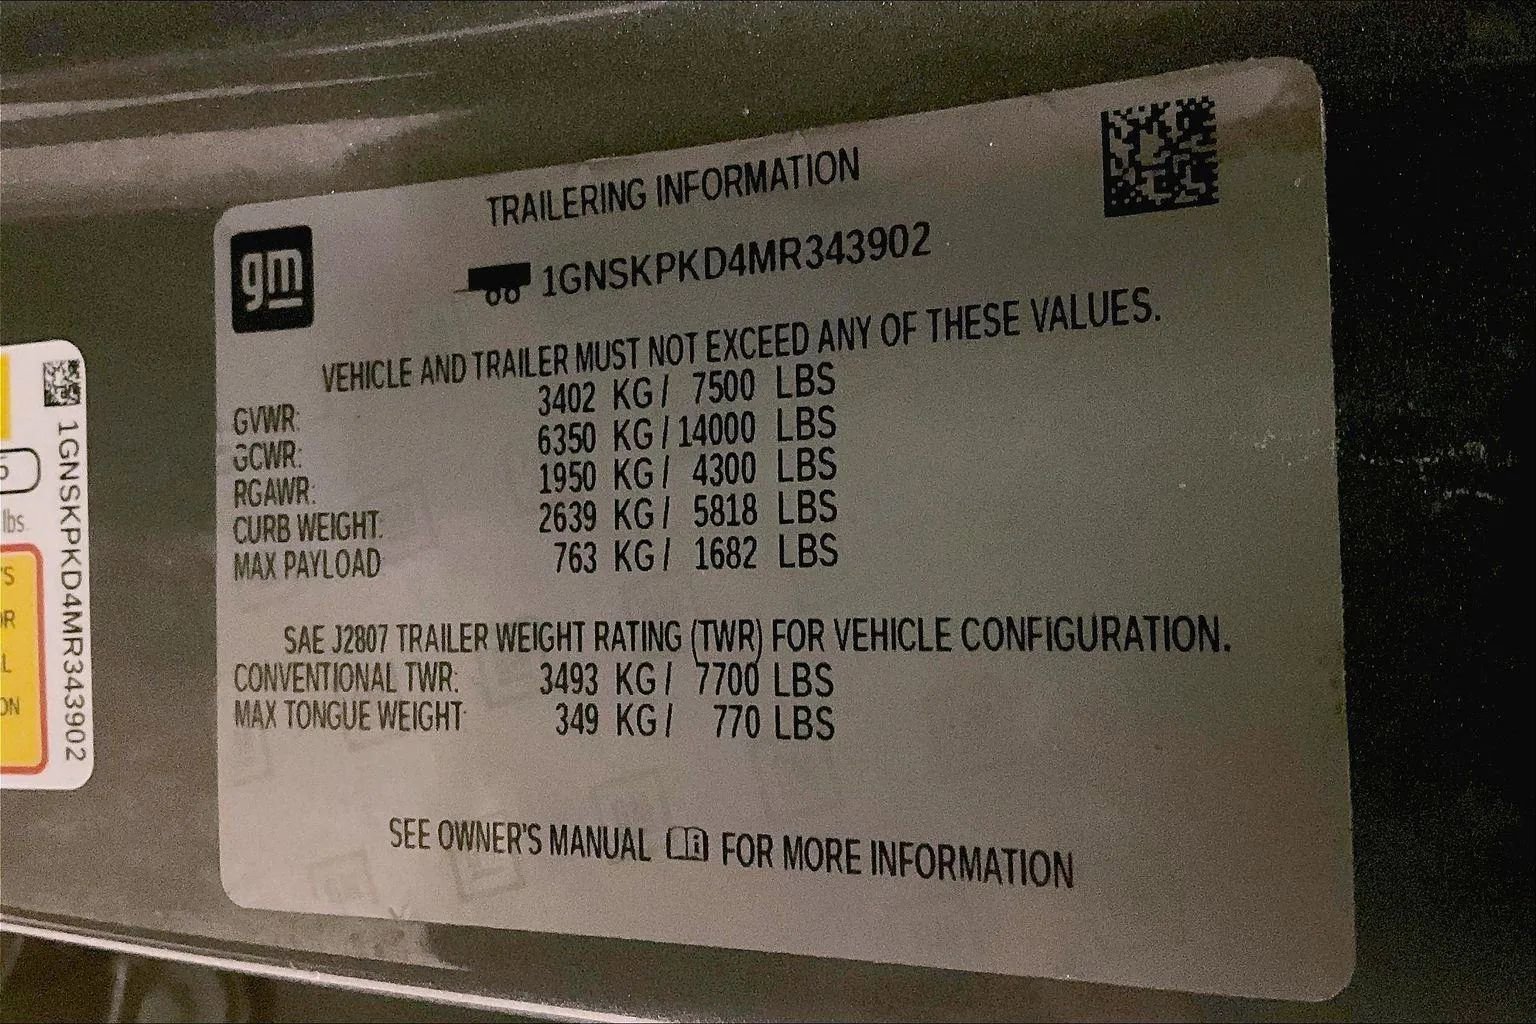 TRAILERING INFORMATION
gm
1GNSKPKD4MR343902
VEHICLE AND TRAILER MUST NOT EXCEED ANY OF THESE VALUES.
GVWR: 3402 KG / 7500 LBS
GCWR: 6350 KG / 14000 LBS
RGAWR: 1950 KG / 4300 LBS
CURB WEIGHT: 2639 KG / 5818 LBS
MAX PAYLOAD 763 KG / 1682 LBS
SAE J2807 TRAILER WEIGHT RATING (TWR) FOR VEHICLE CONFIGURATION.
CONVENTIONAL TWR: 3493 KG / 7700 LBS
MAX TONGUE WEIGHT: 349 KG / 770 LBS
SEE OWNER'S MANUAL FOR MORE INFORMATION
1GNSKPKD4MR343902
lbs